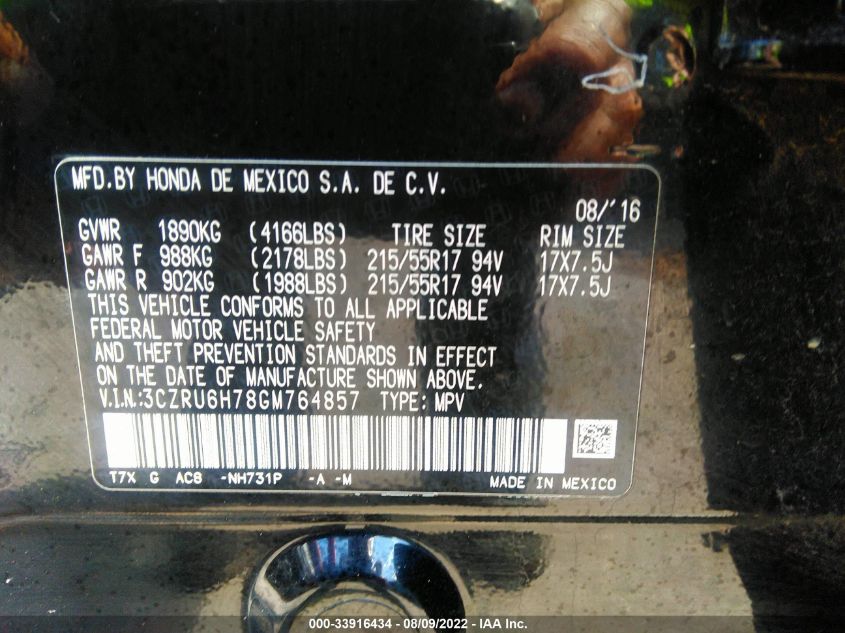 MFD.BY HONDA DE MEXICO S.A. DE C.V.
08/'16
GVWR 1890KG (4166LBS) TIRE SIZE RIM SIZE
GAWR F 988KG (2178LBS) 215/55R17 94V 17X7.5J
GAWR R 902KG (1988LBS) 215/55R17 94V 17X7.5J
THIS VEHICLE CONFORMS TO ALL APPLICABLE
FEDERAL MOTOR VEHICLE SAFETY
AND THEFT PREVENTION STANDARDS IN EFFECT
ON THE DATE OF MANUFACTURE SHOWN ABOVE.
V.I.N.:3CZRU6H78GM764857 TYPE: MPV
T7X G AC8 -NH731P -A -M MADE IN MEXICO
000-33916434 - 08/09/2022 - IAA Inc.